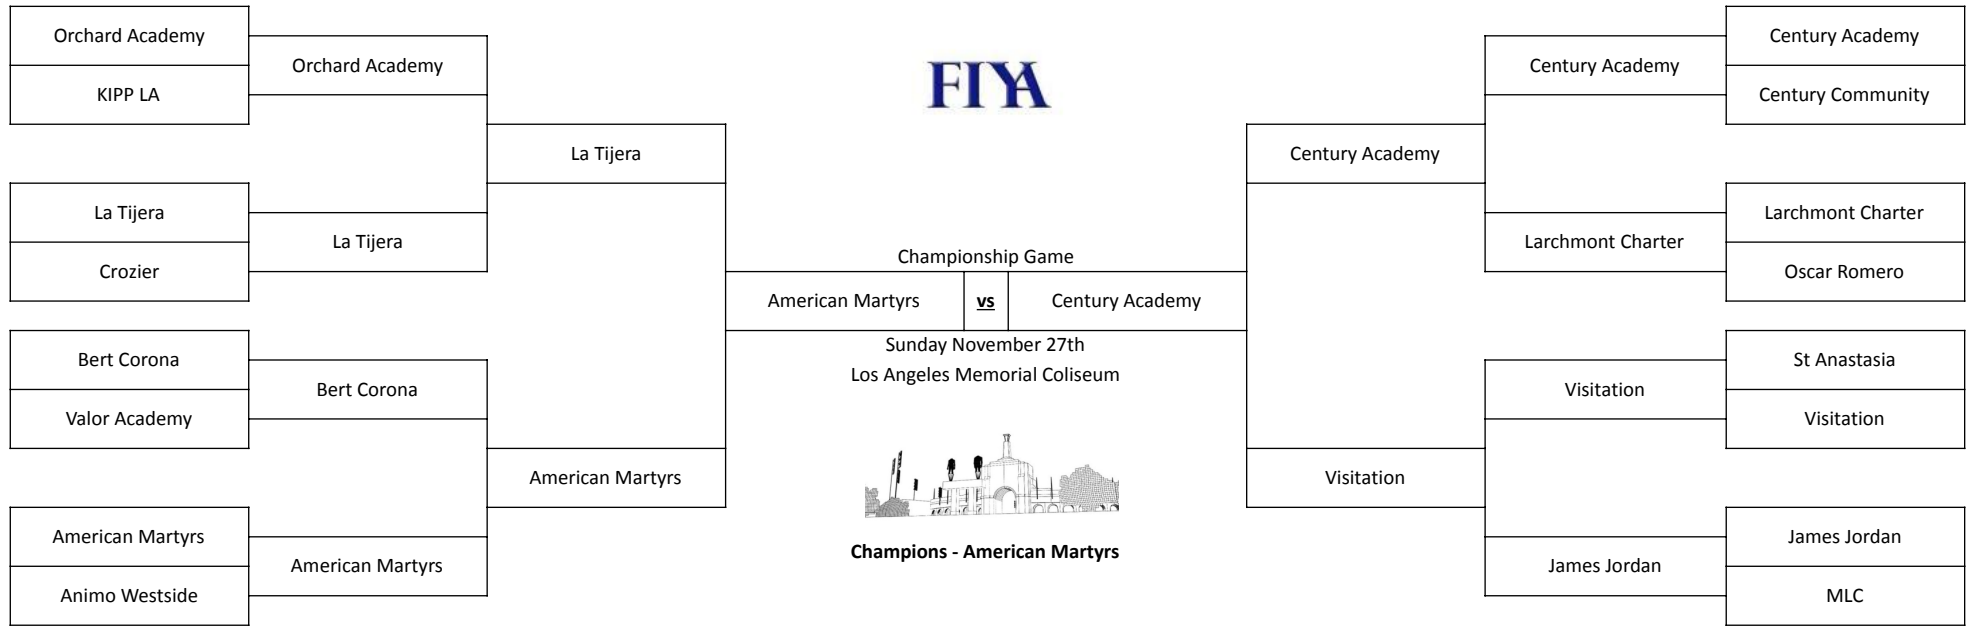 Orchard Academy
KIPP LA
La Tijera
Crozier
Bert Corona
Valor Academy
American Martyrs
Animo Westside
Orchard Academy
La Tijera
Bert Corona
American Martyrs
La Tijera
American Martyrs
FIYA
Championship Game
American Martyrs vs Century Academy
Sunday November 27th
Los Angeles Memorial Coliseum
Champions - American Martyrs
Century Academy
Visitation
Century Academy
Larchmont Charter
Visitation
James Jordan
Century Academy
Century Community
Larchmont Charter
Oscar Romero
St Anastasia
Visitation
James Jordan
MLC